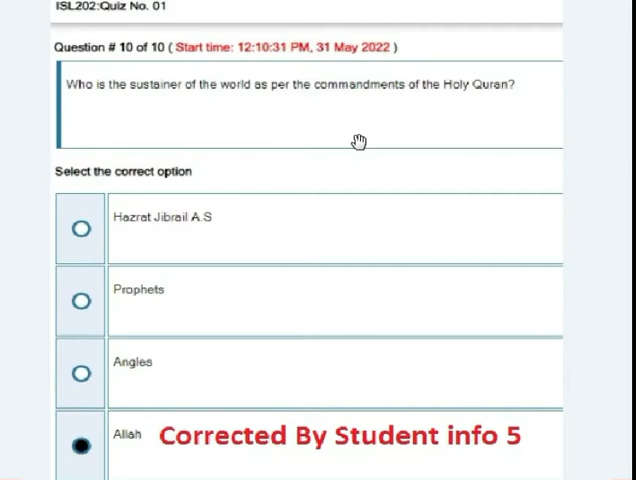 ISL202:Quiz No. 01
Question # 10 of 10 ( Start time: 12:10:31 PM, 31 May 2022 )
Who is the sustainer of the world as per the commandments of the Holy Quran?
Select the correct option
Hazrat Jibrail A.S
Prophets
Angles
Allah Corrected By Student info 5